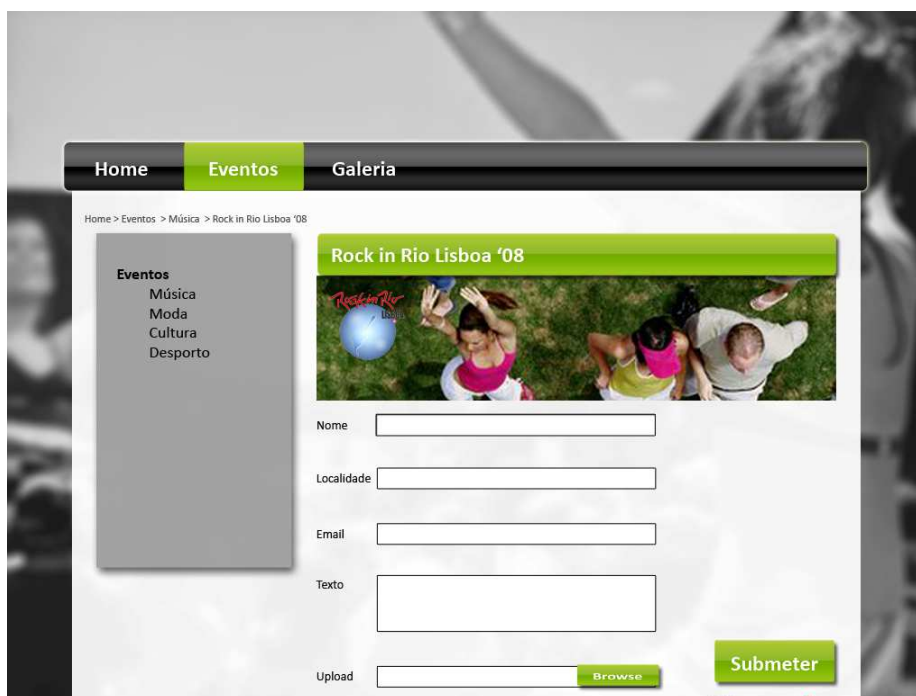 Home Eventos Galeria
Home > Eventos > Música > Rock in Rio Lisboa ‘08
Eventos
Música
Moda
Cultura
Desporto
Rock in Rio Lisboa ‘08
Rock in Rio
Nome
Localidade
Email
Texto
Upload
Browse
Submeter